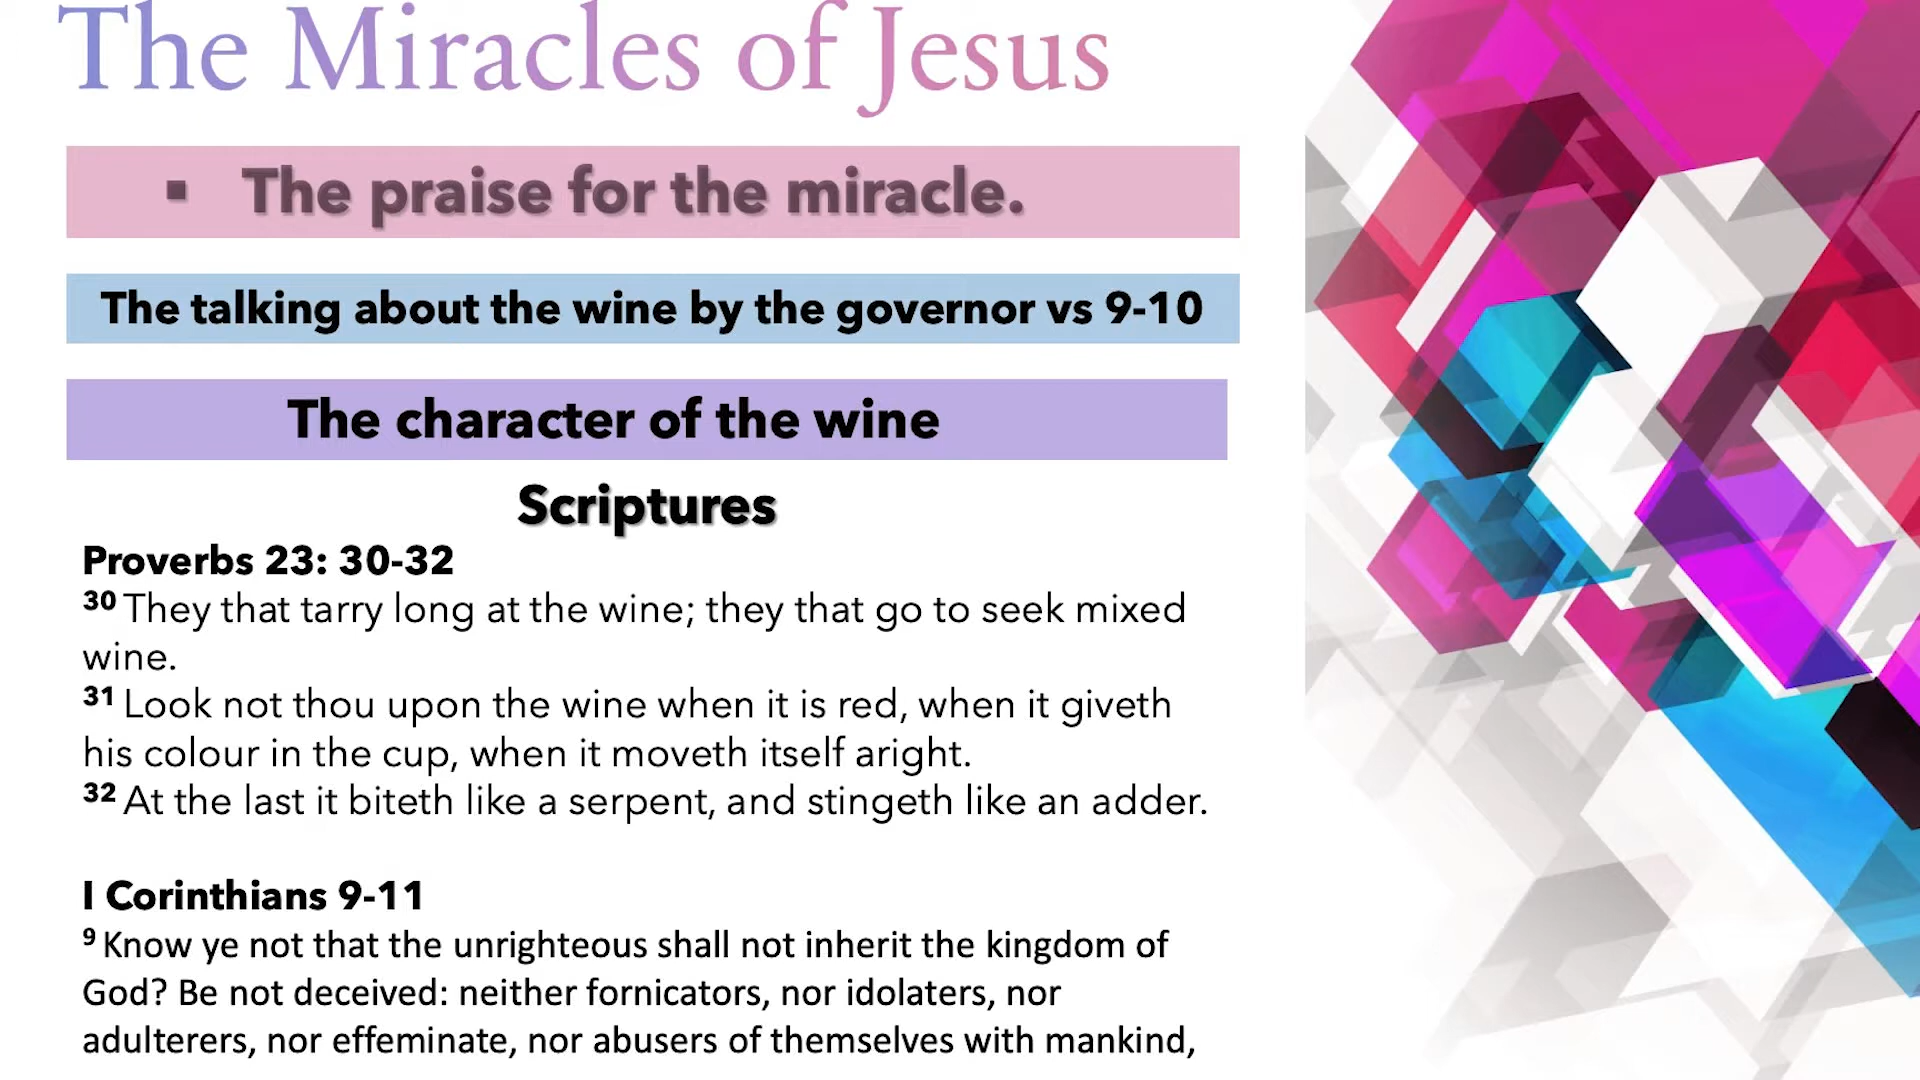 The Miracles of Jesus
▪ The praise for the miracle.
The talking about the wine by the governor vs 9-10
The character of the wine
Scriptures
Proverbs 23: 30-32
30 They that tarry long at the wine; they that go to seek mixed
wine.
31 Look not thou upon the wine when it is red, when it giveth
his colour in the cup, when it moveth itself aright.
32 At the last it biteth like a serpent, and stingeth like an adder.
I Corinthians 9-11
9 Know ye not that the unrighteous shall not inherit the kingdom of
God? Be not deceived: neither fornicators, nor idolaters, nor
adulterers, nor effeminate, nor abusers of themselves with mankind,